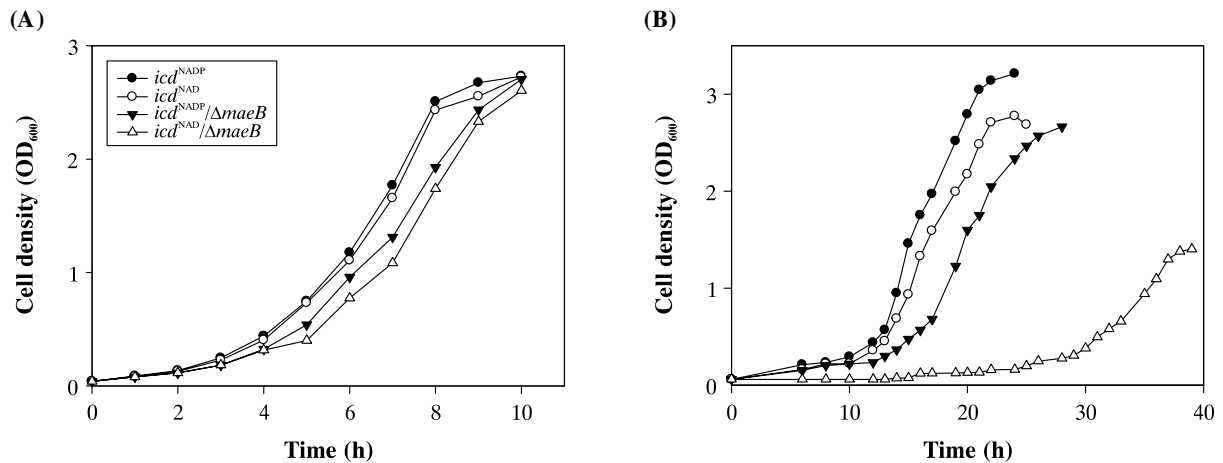 (A)
3
2
1
0
Cell density (OD₆₀₀)
icdᴺᴬᴰᴾ
icdᴺᴬᴰ
icdᴺᴬᴰᴾ/ΔmaeB
icdᴺᴬᴰ/ΔmaeB
0 2 4 6 8 10
Time (h)
(B)
3
2
1
0
Cell density (OD₆₀₀)
0 10 20 30 40
Time (h)